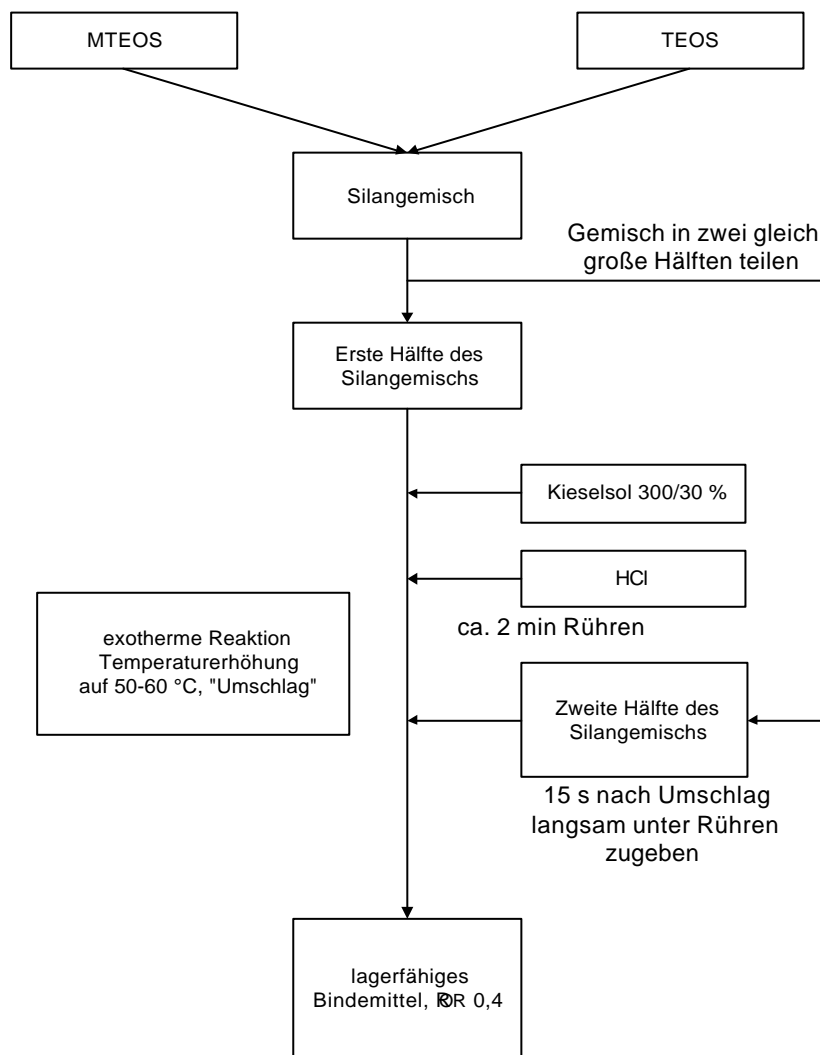 MTEOS
TEOS
Silangemisch
Gemisch in zwei gleich
große Hälften teilen
Erste Hälfte des
Silangemischs
Kieselsol 300/30 %
HCl
ca. 2 min Rühren
exotherme Reaktion
Temperaturerhöhung
auf 50-60 °C, "Umschlag"
Zweite Hälfte des
Silangemischs
15 s nach Umschlag
langsam unter Rühren
zugeben
lagerfähiges
Bindemittel, 0,4